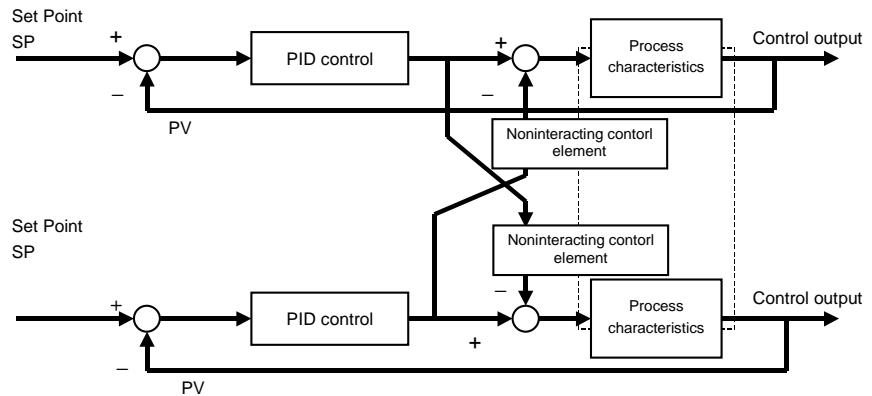 Set Point
SP
+
PID control
+
Process
characteristics
Control output
−
PV
−
Noninteracting contorl
element
Set Point
SP
Noninteracting contorl
element
+
PID control
−
+
Process
characteristics
Control output
−
PV